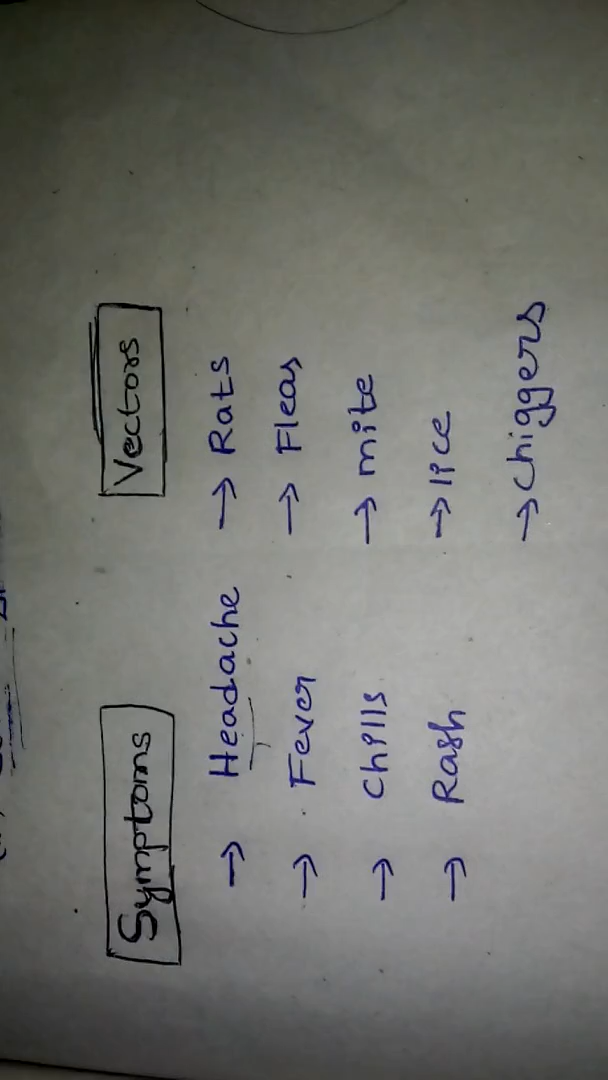 Symptoms
→ Headache
→ Fever
→ chills
→ Rash
Vectors
→ Rats
→ Fleas
→ mite
→ lice
→ chiggers